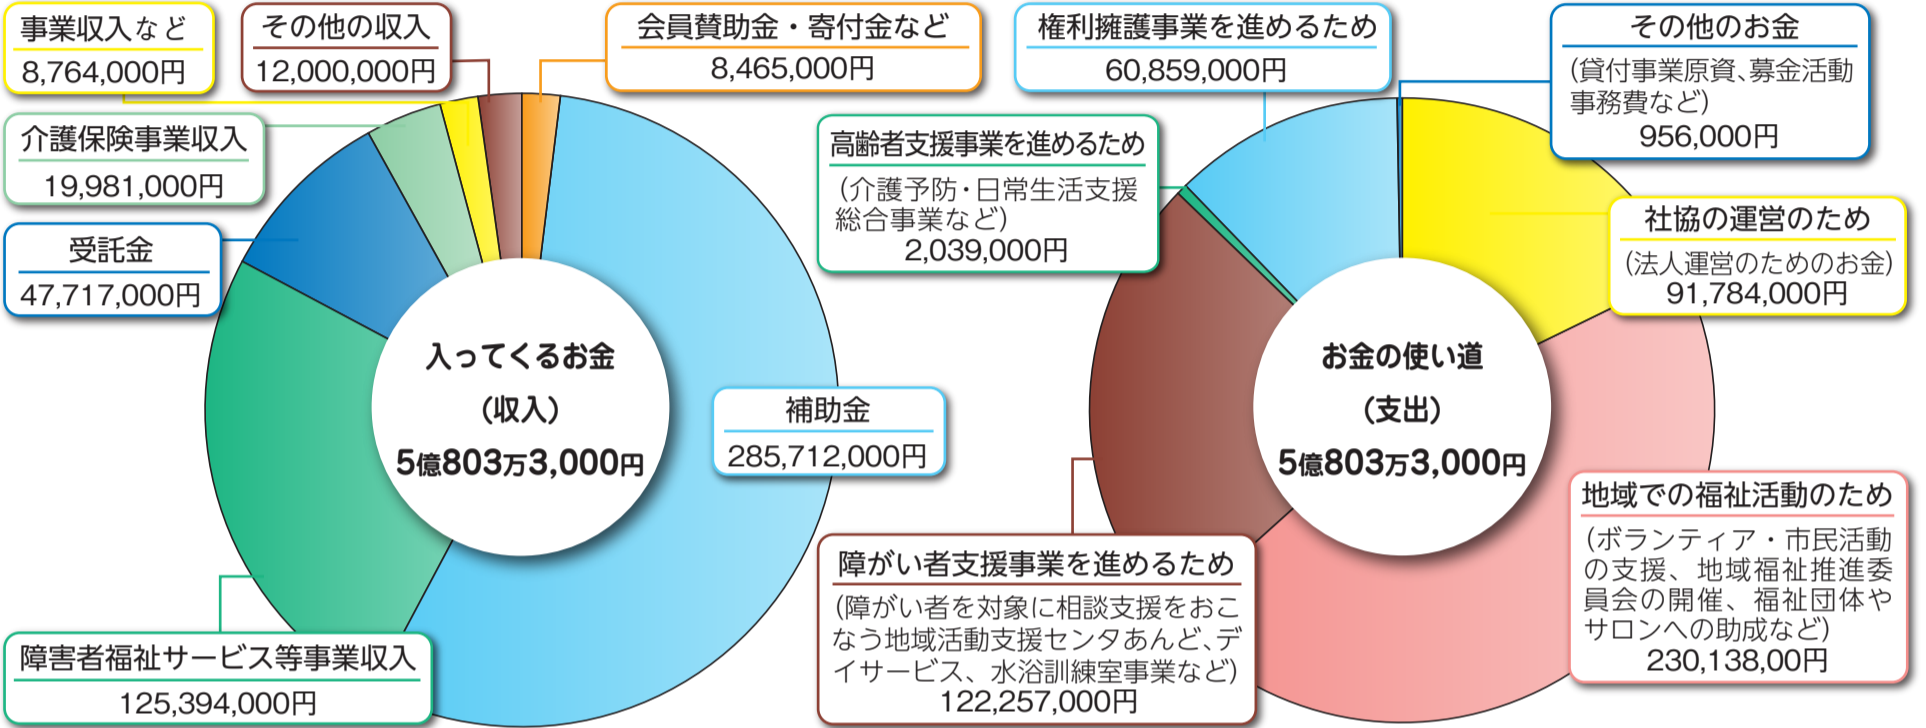 事業収入など
8,764,000円
その他の収入
12,000,000円
会員賛助金・寄付金など
8,465,000円
介護保険事業収入
19,981,000円
受託金
47,717,000円
入ってくるお金
(収入)
5億803万3,000円
補助金
285,712,000円
障害者福祉サービス等事業収入
125,394,000円
権利擁護事業を進めるため
60,859,000円
その他のお金
(貸付事業原資、募金活動
事務費など)
956,000円
高齢者支援事業を進めるため
(介護予防・日常生活支援
総合事業など)
2,039,000円
社協の運営のため
(法人運営のためのお金)
91,784,000円
お金の使い道
(支出)
5億803万3,000円
障がい者支援事業を進めるため
(障がい者を対象に相談支援をおこ
なう地域活動支援センタあんど、デ
イサービス、水浴訓練室事業など)
122,257,000円
地域での福祉活動のため
(ボランティア・市民活動
の支援、地域福祉推進委
員会の開催、福祉団体や
サロンへの助成など)
230,138,00円